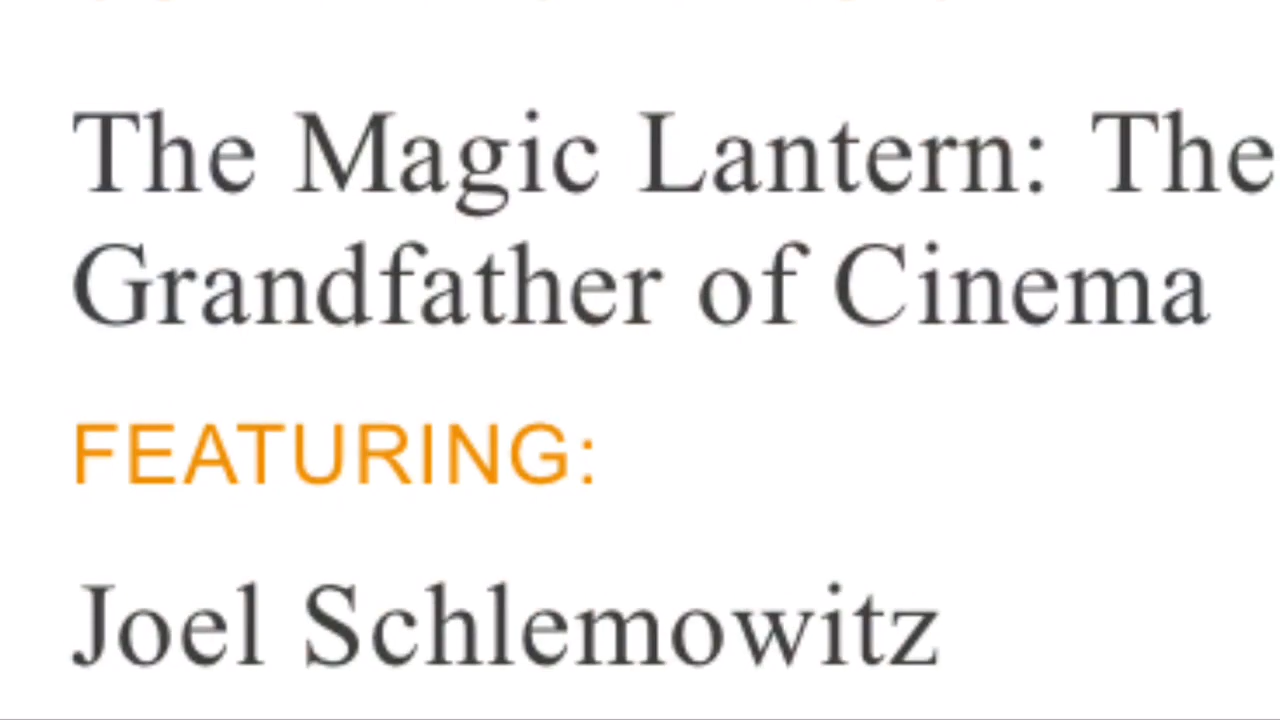 The Magic Lantern: The
Grandfather of Cinema
FEATURING:
Joel Schlemowitz